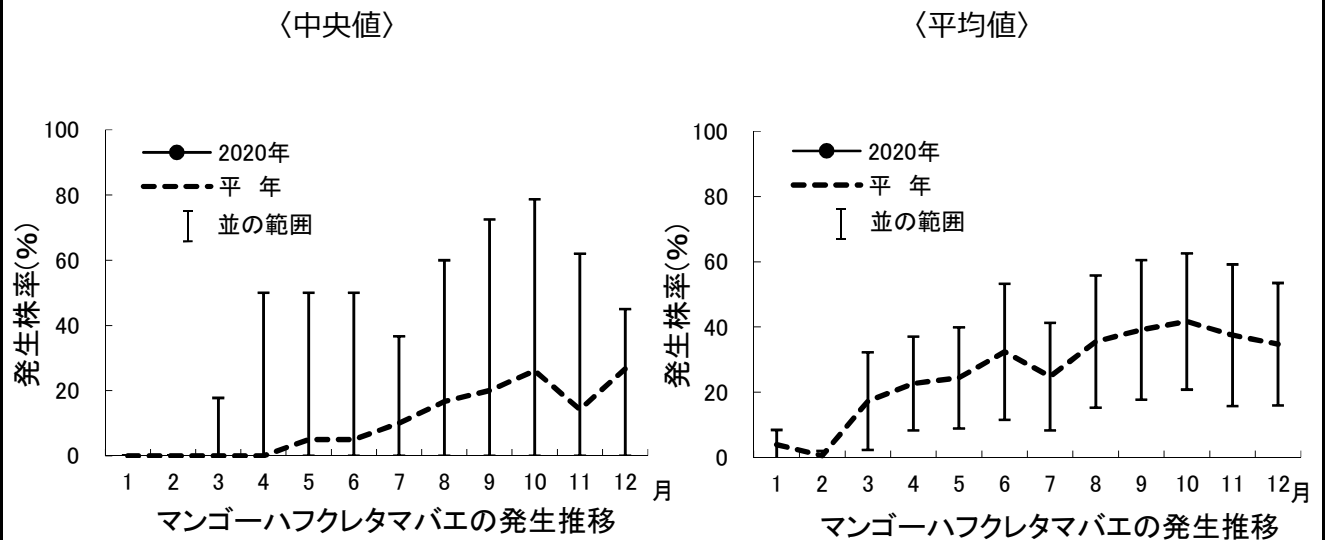 〈中央値〉
100
80
60
40
20
0
発生株率(%)
2020年
平 年
並の範囲
1 2 3 4 5 6 7 8 9 10 11 12 月
マンゴーハフクレタマバエの発生推移
〈平均値〉
100
80
60
40
20
0
発生株率(%)
2020年
平 年
並の範囲
1 2 3 4 5 6 7 8 9 10 11 12月
マンゴーハフクレタマバエの発生推移